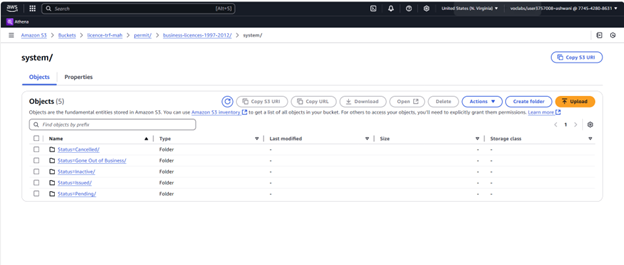 aws Search [Alt+S] United States (N. Virginia) voclabs/user3757008=ashwani @ 7745-4280-8631
Athena
Amazon S3 > Buckets > licence-lrf-mah > permit/ > business-licences-1997-2012/ > system/
system/ Copy S3 URI
Objects Properties
Objects (5) Copy S3 URI Copy URL Download Open Delete Actions Create folder Upload
Objects are the fundamental entities stored in Amazon S3. You can use Amazon S3 inventory to get a list of all objects in your bucket. For others to access your objects, you'll need to explicitly grant them permissions. Learn more
Find objects by prefix 1
Name Type Last modified Size Storage class
Status=Cancelled/ Folder - - -
Status=Gone Out of Business/ Folder - - -
Status=Inactive/ Folder - - -
Status=Issued/ Folder - - -
Status=Pending/ Folder - - -